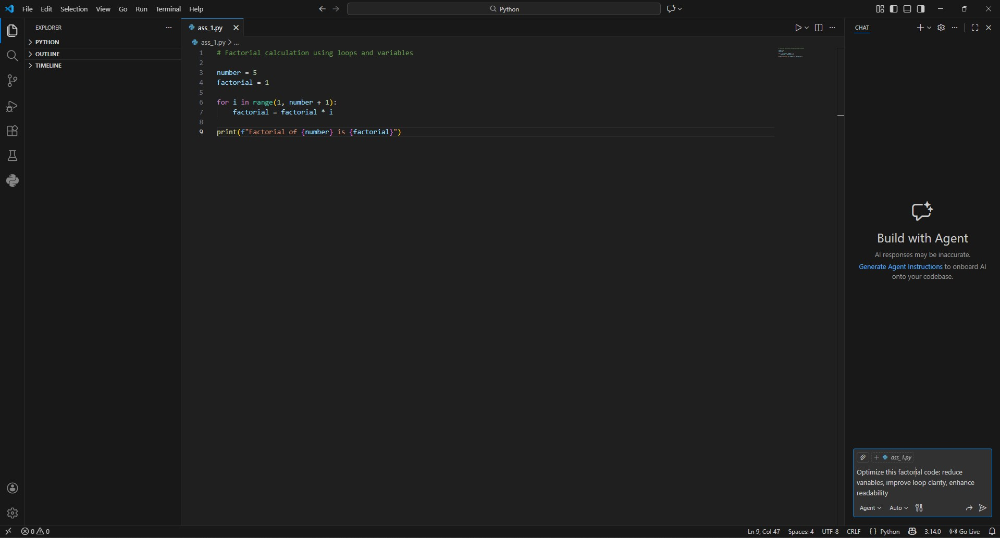 File Edit Selection View Go Run Terminal Help
Python
EXPLORER
PYTHON
OUTLINE
TIMELINE
ass_1.py
ass_1.py > ...
1 # Factorial calculation using loops and variables
2
3 number = 5
4 factorial = 1
5
6 for i in range(1, number + 1):
7 factorial = factorial * i
8
9 print(f"Factorial of {number} is {factorial}")
CHAT
Build with Agent
AI responses may be inaccurate.
Generate Agent Instructions to onboard AI
onto your codebase.
ass_1.py
Optimize this factorial code: reduce
variables, improve loop clarity, enhance
readability
Agent Auto
0 0
Ln 9, Col 47 Spaces: 4 UTF-8 CRLF { } Python 3.14.0 Go Live